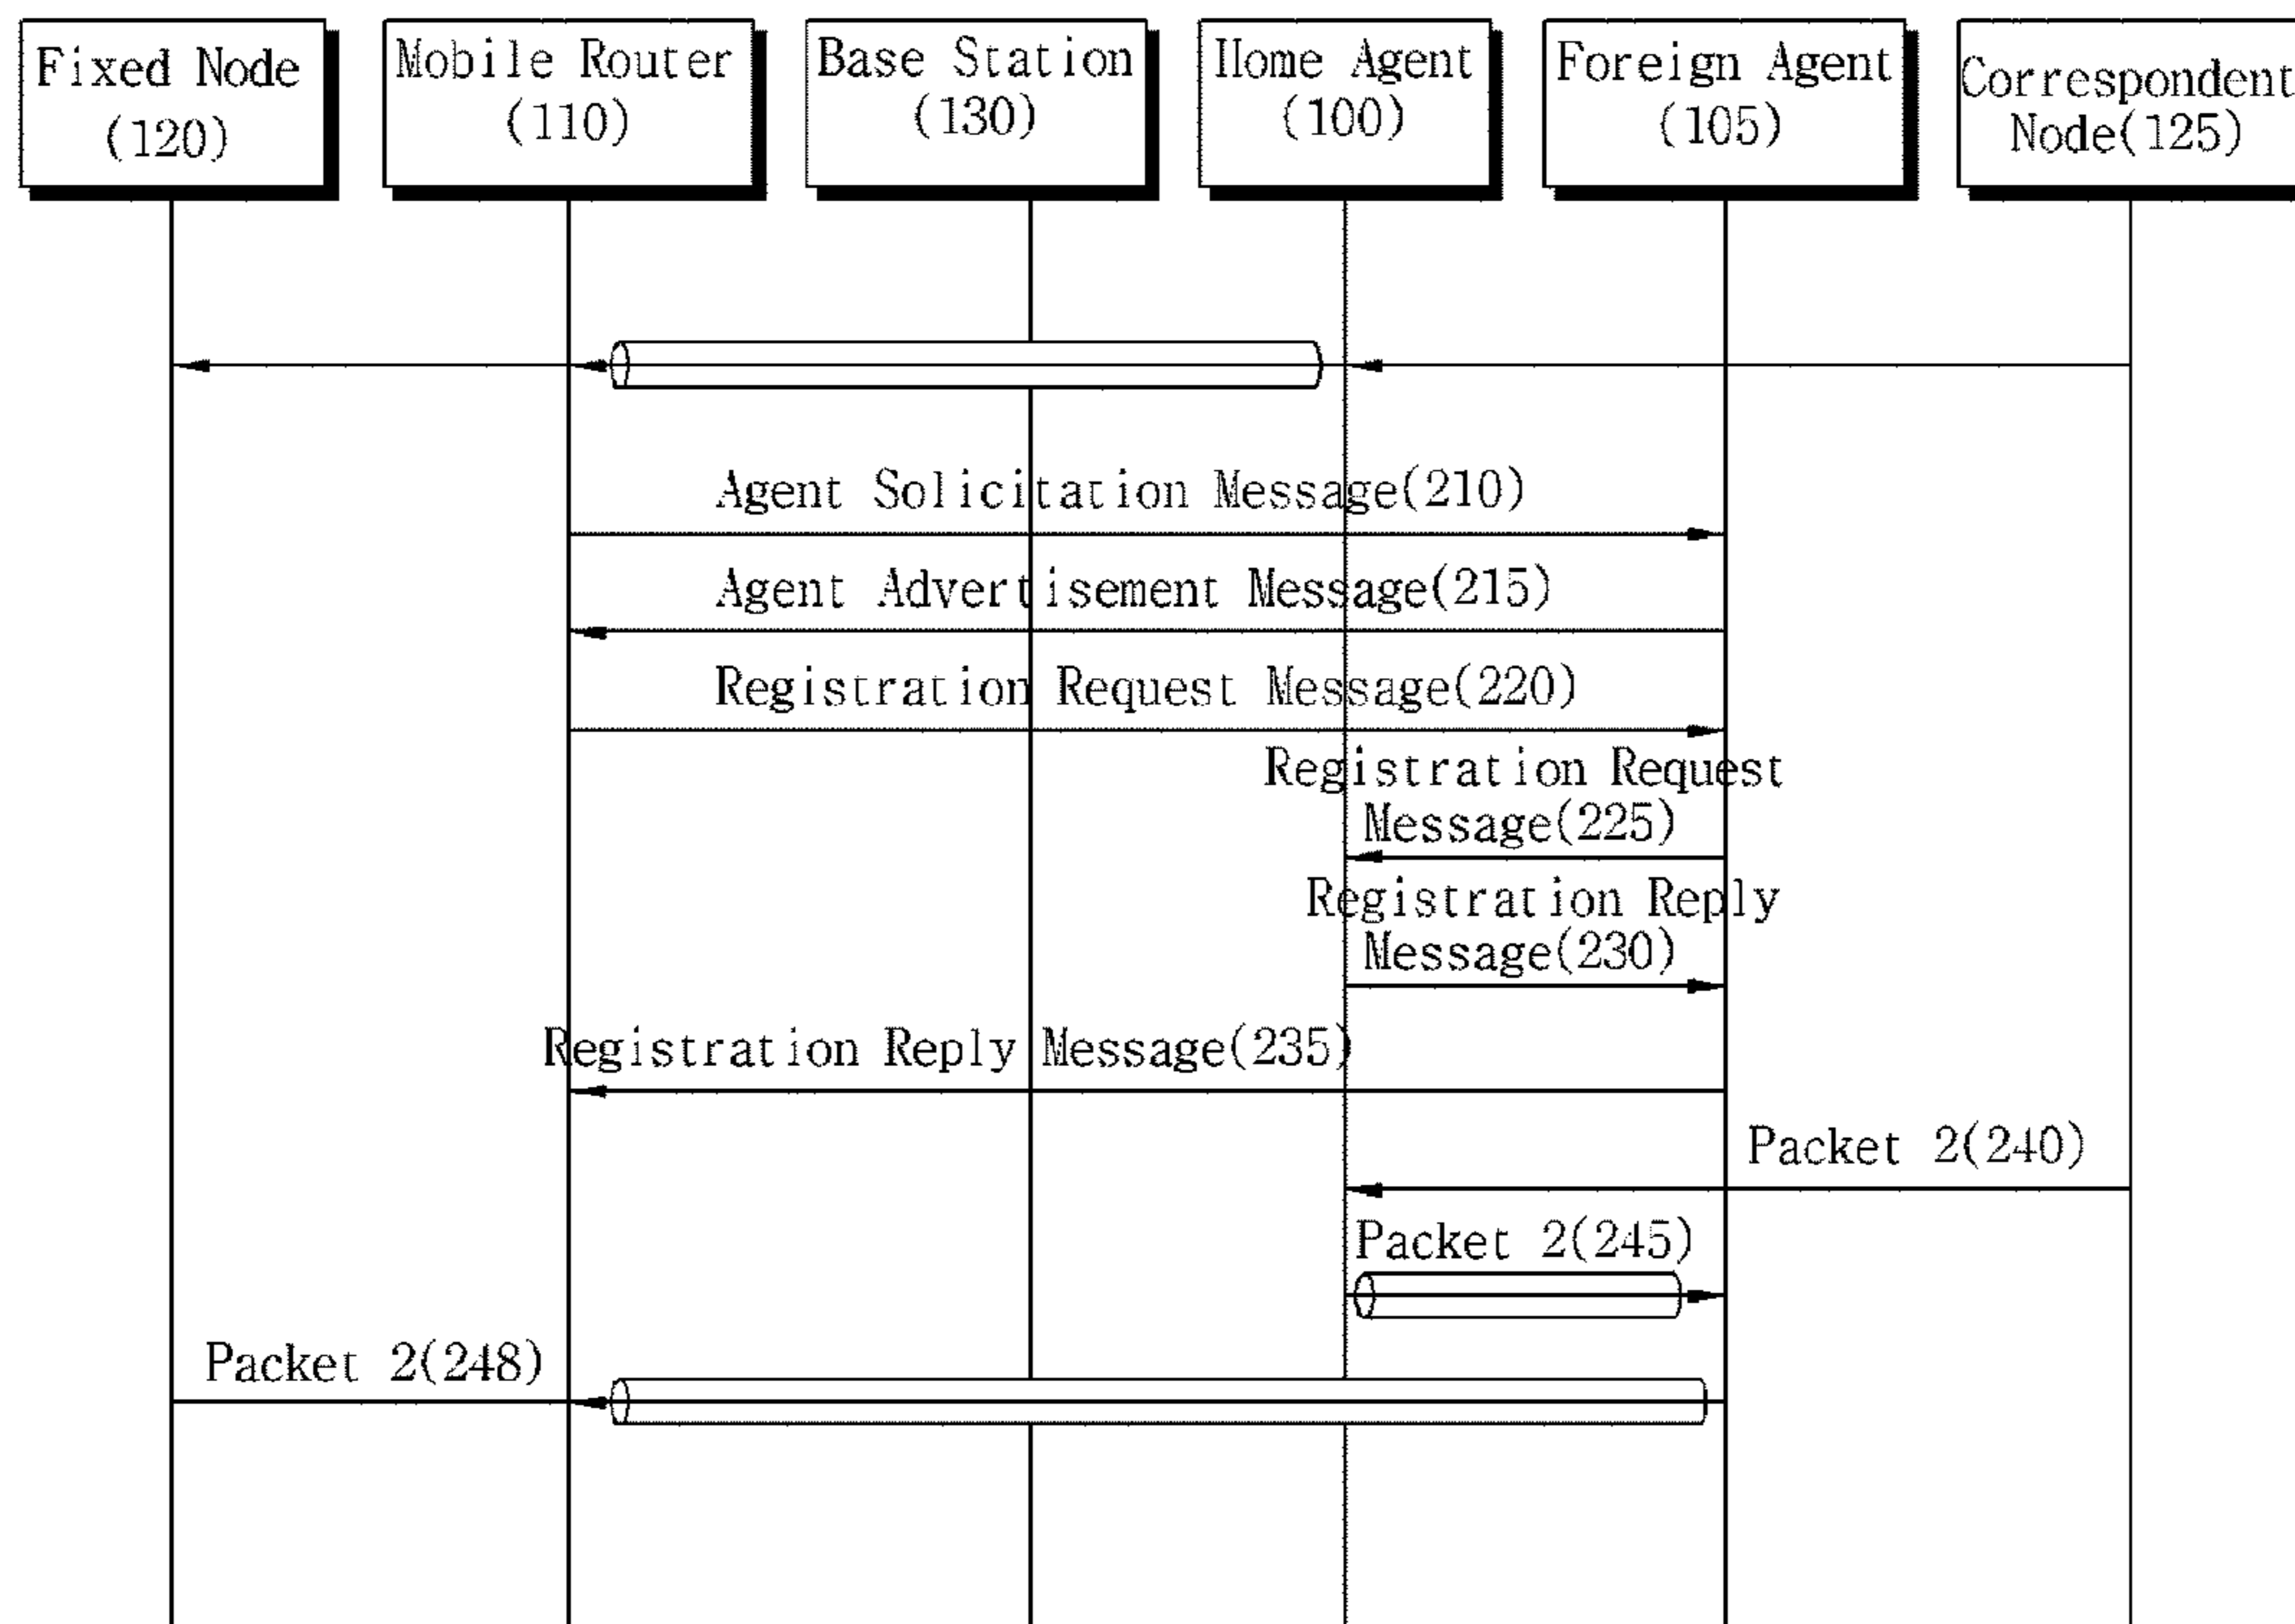 Fixed Node
(120)
Mobile Router
(110)
Base Station
(130)
Home Agent
(100)
Foreign Agent
(105)
Correspondent
Node(125)
Agent Solicitation Message(210)
Agent Advertisement Message(215)
Registration Request Message(220)
Registration Request
Message(225)
Registration Reply
Message(230)
Registration Reply Message(235)
Packet 2(240)
Packet 2(245)
Packet 2(248)